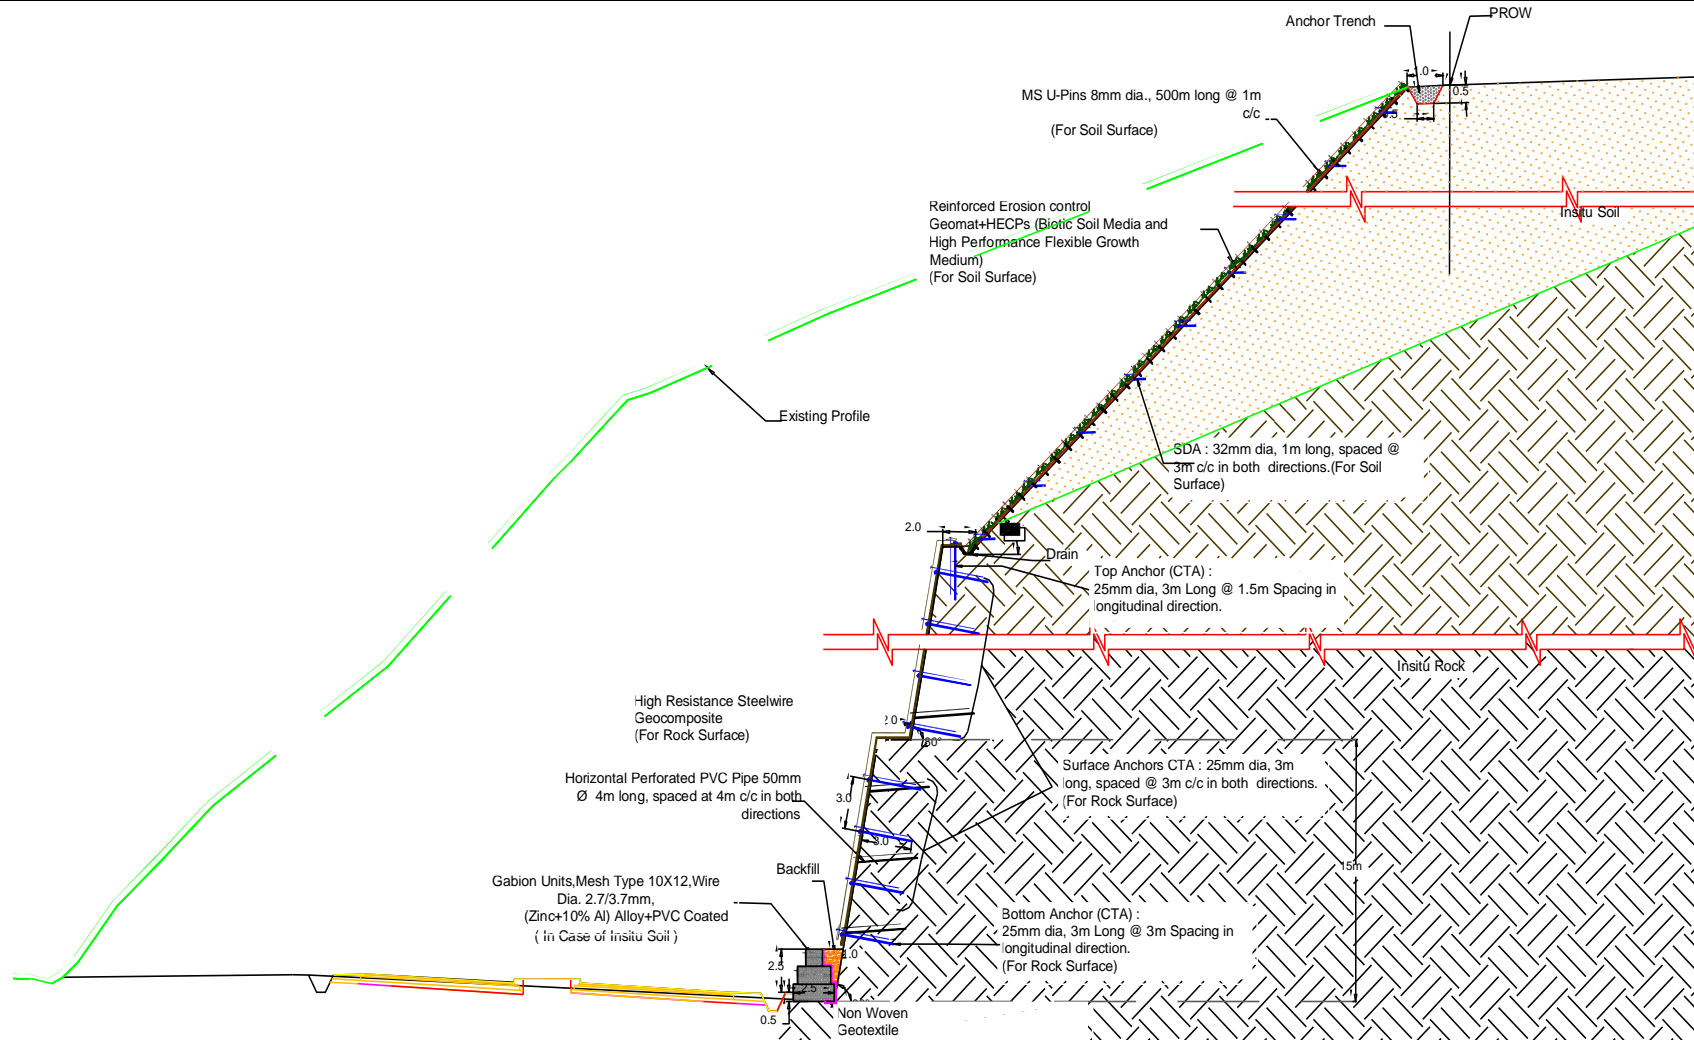 PROW
Anchor Trench
1.0
0.5
MS U-Pins 8mm dia., 500m long @ 1m
c/c
(For Soil Surface)
Reinforced Erosion control
Geomat+HECPs (Biotic Soil Media and
High Performance Flexible Growth
Medium)
(For Soil Surface)
Insitu Soil
Existing Profile
SDA : 32mm dia, 1m long, spaced @
3m c/c in both directions.(For Soil
Surface)
2.0
Drain
Top Anchor (CTA) :
25mm dia, 3m Long @ 1.5m Spacing in
longitudinal direction.
Insitu Rock
High Resistance Steelwire
Geocomposite
(For Rock Surface)
2.0
80°
Surface Anchors CTA : 25mm dia, 3m
long, spaced @ 3m c/c in both directions.
(For Rock Surface)
Horizontal Perforated PVC Pipe 50mm
Ø 4m long, spaced at 4m c/c in both
directions
3.0
3.0
15m
Backfill
Gabion Units,Mesh Type 10X12,Wire
Dia. 2.7/3.7mm,
(Zinc+10% Al) Alloy+PVC Coated
( In Case of Insitu Soil )
Bottom Anchor (CTA) :
25mm dia, 3m Long @ 3m Spacing in
longitudinal direction.
(For Rock Surface)
1.0
2.5
2.5
0.5
Non Woven
Geotextile